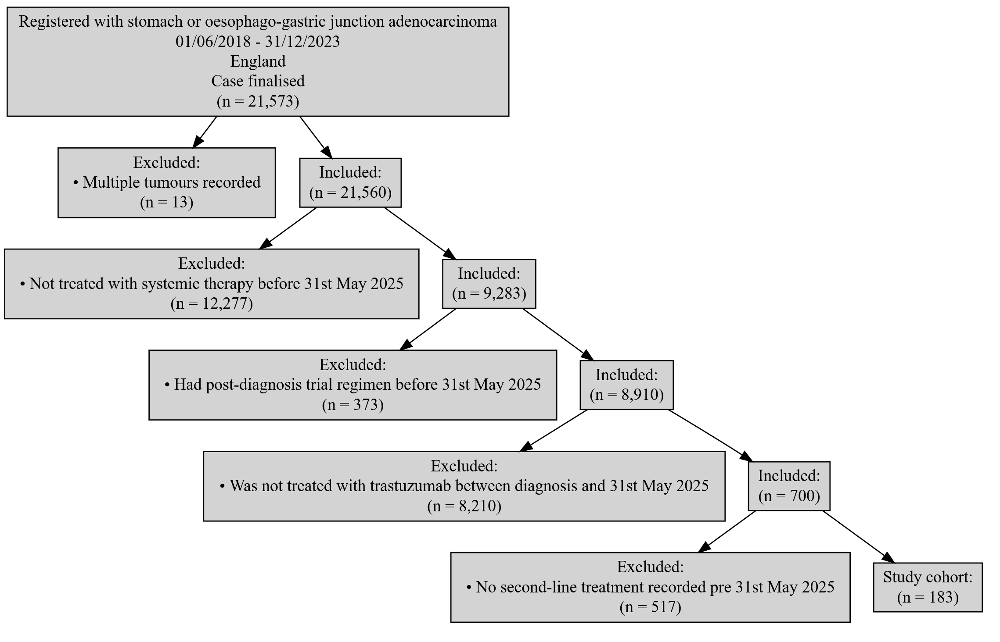 Registered with stomach or oesophago-gastric junction adenocarcinoma
01/06/2018 - 31/12/2023
England
Case finalised
(n = 21,573)
Excluded:
• Multiple tumours recorded
(n = 13)
Included:
(n = 21,560)
Excluded:
• Not treated with systemic therapy before 31st May 2025
(n = 12,277)
Included:
(n = 9,283)
Excluded:
• Had post-diagnosis trial regimen before 31st May 2025
(n = 373)
Included:
(n = 8,910)
Excluded:
• Was not treated with trastuzumab between diagnosis and 31st May 2025
(n = 8,210)
Included:
(n = 700)
Excluded:
• No second-line treatment recorded pre 31st May 2025
(n = 517)
Study cohort:
(n = 183)